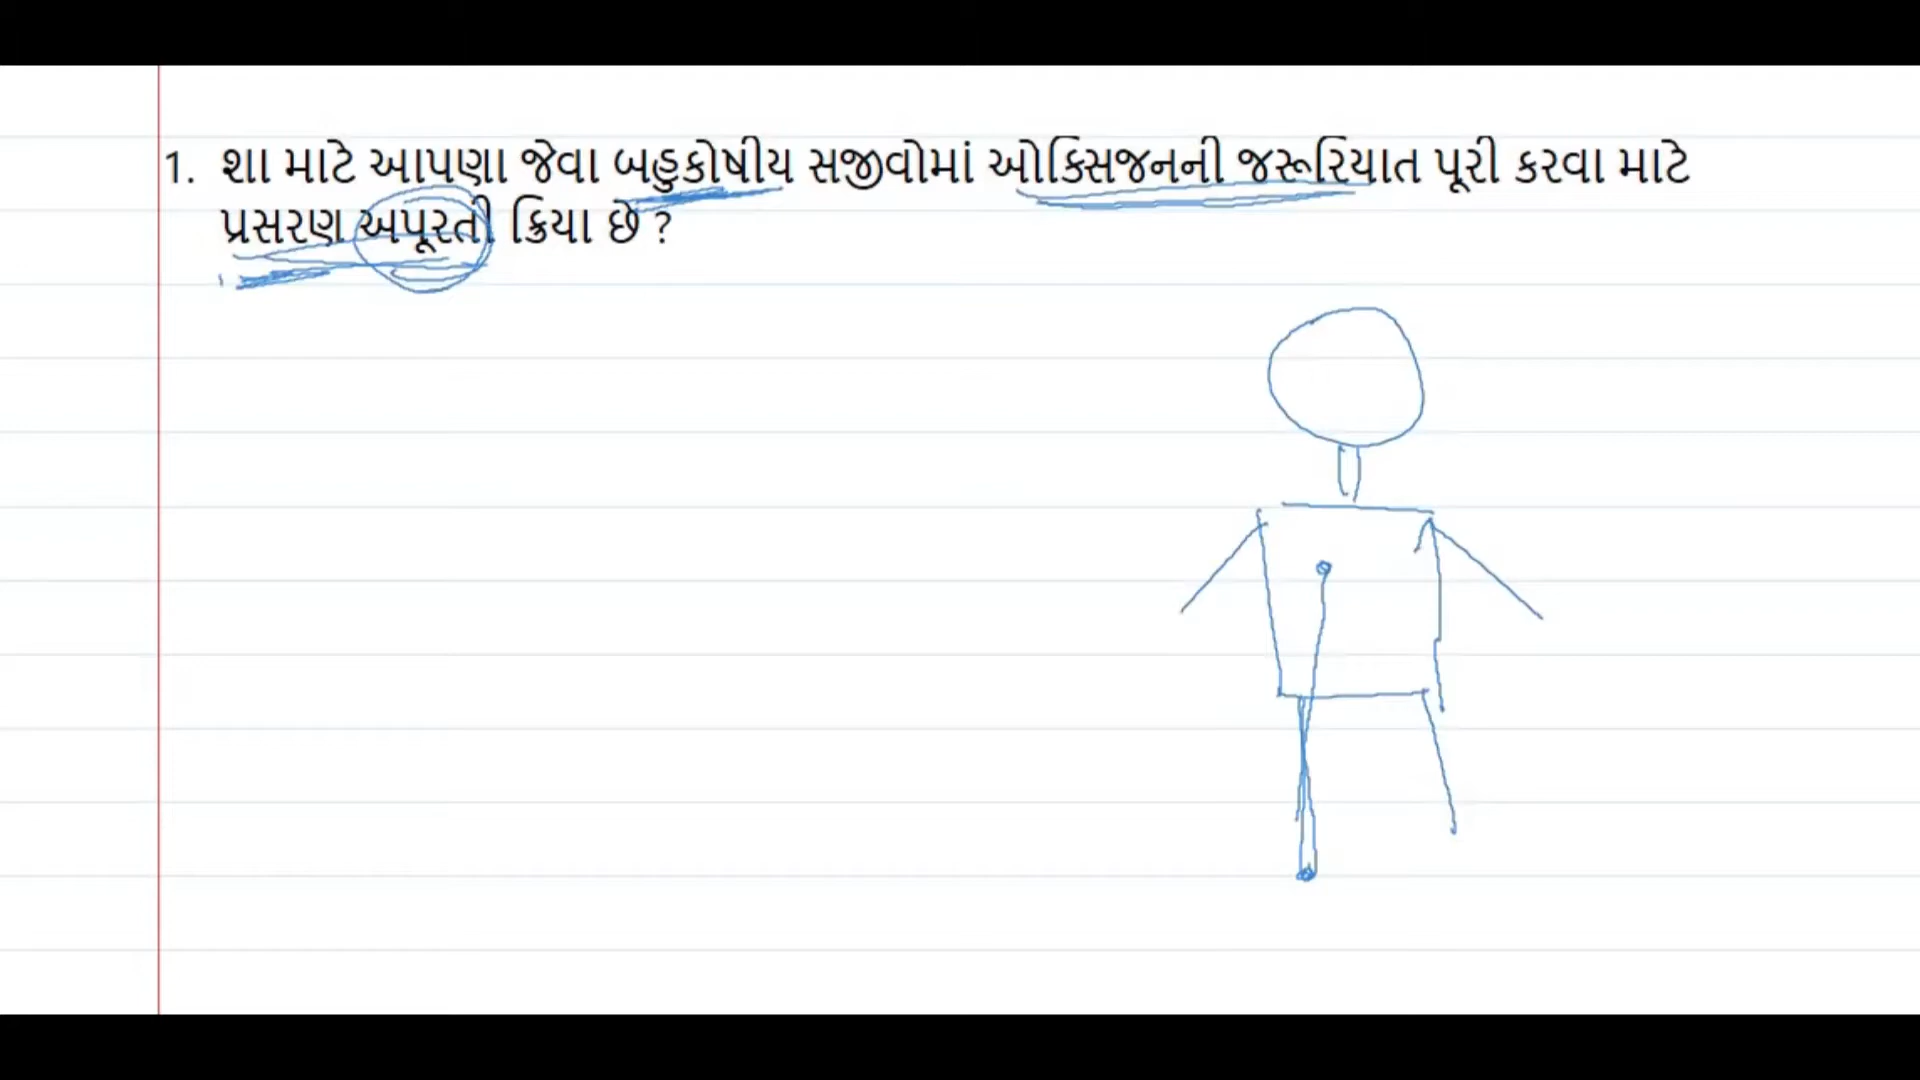 1. શા માટે આપણા જેવા બહુકોષીય સજીવોમાં ઓક્સિજનની જરૂરિયાત પૂરી કરવા માટે
પ્રસરણ અપૂરતી ક્રિયા છે ?